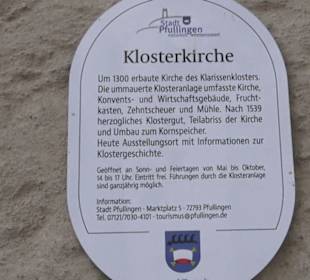 Stadt
Pfullingen
Klosterkirche
Um 1300 erbaute Kirche des Klarissenklosters.
Die ummauerte Klosteranlage umfasste Kirche,
Konvents- und Wirtschaftsgebäude, Frucht-
kasten, Zehntscheuer und Mühle. Nach 1539
herzogliches Klostergut, Teilabriss der Kirche
und Umbau zum Kornspeicher.
Heute Ausstellungsort mit Informationen zur
Klostergeschichte.
Geöffnet an Sonn- und Feiertagen von Mai bis Oktober,
14 bis 17 Uhr. Eintritt frei. Führungen durch die Klosteranlage
sind ganzjährig möglich.
Information:
Stadt Pfullingen - Marktplatz 5 - 72793 Pfullingen
Tel. 07121/7030-4101 - tourismus@pfullingen.de